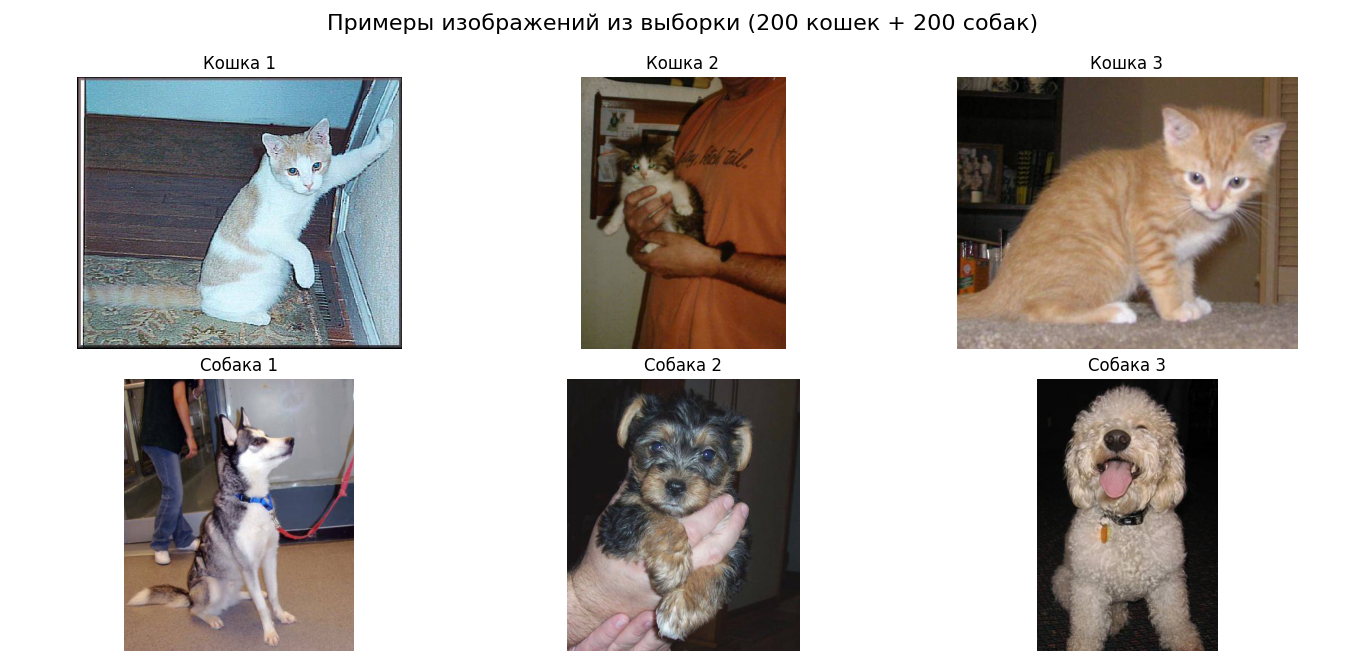 Примеры изображений из выборки (200 кошек + 200 собак)
Кошка 1
Кошка 2
Кошка 3
tail.
Собака 1
Собака 2
Собака 3